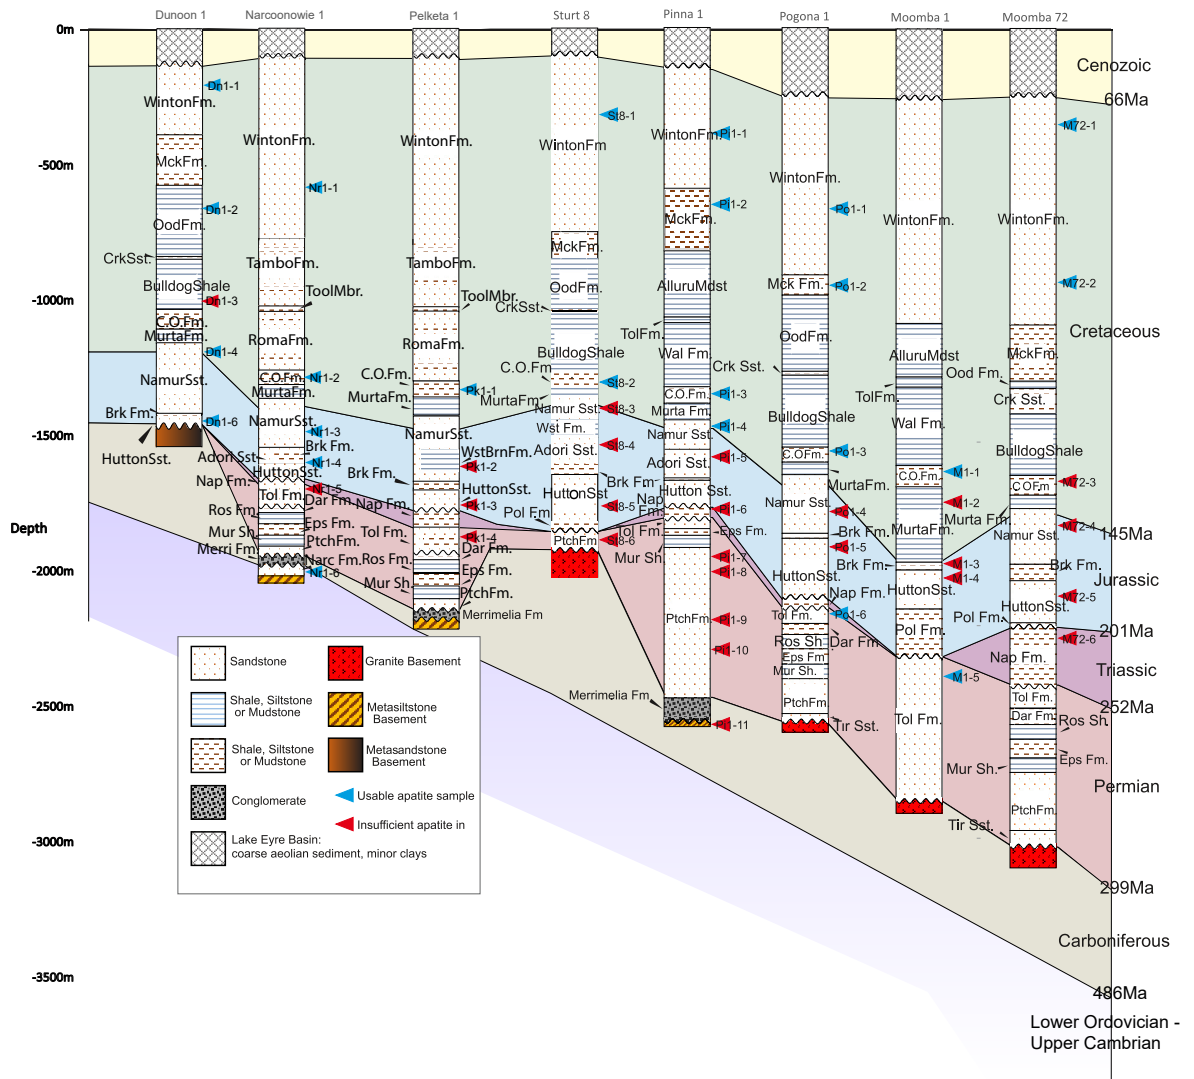 Dunoon 1
Narcoonowie 1
Pelketa 1
Sturt 8
Pinna 1
Pogona 1
Moomba 1
Moomba 72
0m
-500m
-1000m
-1500m
Depth
-2000m
-2500m
-3000m
-3500m
WintonFm.
MckFm.
OodFm.
CrkSst.
BulldogShale
C.O.Fm.
MurtaFm.
NamurSst.
Brk Fm.
HuttonSst.
Dn1-1
Dn1-2
Dn1-3
Dn1-4
Dn1-6
WintonFm.
TamboFm.
ToolMbr.
RomaFm.
C.O.Fm.
MurtaFm.
NamurSst.
Brk Fm.
Adori Sst.
HuttonSst.
Nap Fm.
Tol Fm.
Dar Fm.
Ros Fm.
Eps Fm.
Mur Sh.
PtchFm.
Merri Fm.
Narc Fm.
Nr1-1
Nr1-2
Nr1-3
Nr1-4
Nr1-5
Nr1-6
WintonFm.
TamboFm.
ToolMbr.
RomaFm.
C.O.Fm.
MurtaFm.
NamurSst.
WstBrnFm.
Brk Fm.
HuttonSst.
Nap Fm.
Tol Fm.
Dar Fm.
Ros Fm.
Eps Fm.
Mur Sh.
PtchFm.
Merrimelia Fm
Pk1-1
Pk1-2
Pk1-3
Pk1-4
WintonFm
MckFm.
OodFm.
CrkSst.
BulldogShale
C.O.Fm
MurtaFm.
Namur Sst.
Wst Fm.
Adori Sst.
Brk Fm
HuttonSst
Pol Fm.
PtchFm
St8-1
St8-2
St8-3
St8-4
St8-5
St8-6
WintonFm.
MckFm.
AlluruMdst
TolFm.
Wal Fm.
C.O.Fm.
Murta Fm.
Namur Sst.
Adori Sst.
Hutton Sst
Nap
Fm.
Tol Fm.
Eps Fm.
Mur Sh.
PtchFm.
Merrimelia Fm
Pi1-1
Pi1-2
Pi1-3
Pi1-4
Pi1-5
Pi1-6
Pi1-7
Pi1-8
Pi1-9
Pi1-10
Pi1-11
WintonFm.
Mck Fm.
OodFm.
Crk Sst.
BulldogShale
C.OFm.
MurtaFm.
Namur Sst.
Brk Fm.
HuttonSst.
Nap Fm.
Tol Fm.
Dar Fm.
Ros Sh
Eps Fm
Mur Sh.
PtchFm.
Tir Sst.
Po1-1
Po1-2
Po1-3
Po1-4
Po1-5
Po1-6
WintonFm.
AlluruMdst
TolFm.
Wal Fm.
C.O.Fm.
MurtaFm.
Brk Fm.
HuttonSst.
Pol Fm.
Tol Fm.
M1-1
M1-2
M1-3
M1-4
M1-5
WintonFm.
MckFm.
Ood Fm.
Crk Sst.
BulldogShale
C.OFm
Murta Fm.
Namur Sst.
Brk Fm.
HuttonSst.
Pol Fm.
Nap Fm.
Tol Fm.
Dar Fm.
Ros Sh.
Eps Fm.
Mur Sh.
PtchFm.
Tir Sst.
M72-1
M72-2
M72-3
M72-4
M72-5
M72-6
Cenozoic
66Ma
Cretaceous
145Ma
Jurassic
201Ma
Triassic
252Ma
Permian
299Ma
Carboniferous
486Ma
Lower Ordovician -
Upper Cambrian
Sandstone
Granite Basement
Shale, Siltstone
or Mudstone
Metasiltstone
Basement
Shale, Siltstone
or Mudstone
Metasandstone
Basement
Conglomerate
Usable apatite sample
Insufficient apatite in
Lake Eyre Basin:
coarse aeolian sediment, minor clays